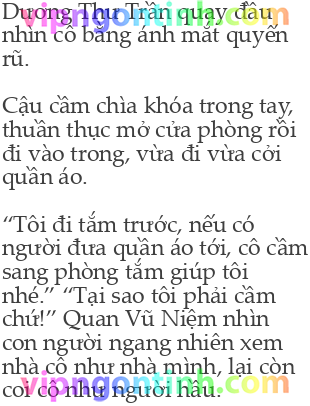 Dương Thư Trần quay đầu
nhìn cô bằng ánh mắt quyến
rũ.
Cậu cầm chìa khóa trong tay,
thuần thục mở cửa phòng rồi
đi vào trong, vừa đi vừa cởi
quần áo.
“Tôi đi tắm trước, nếu có
người đưa quần áo tới, cô cầm
sang phòng tắm giúp tôi
nhé.” “Tại sao tôi phải cầm
chứ!” Quan Vũ Niệm nhìn
con người ngang nhiên xem
nhà cô như nhà mình, lại còn
coi cô như người hầu.
vipngontinh.com
vipngontinh.com